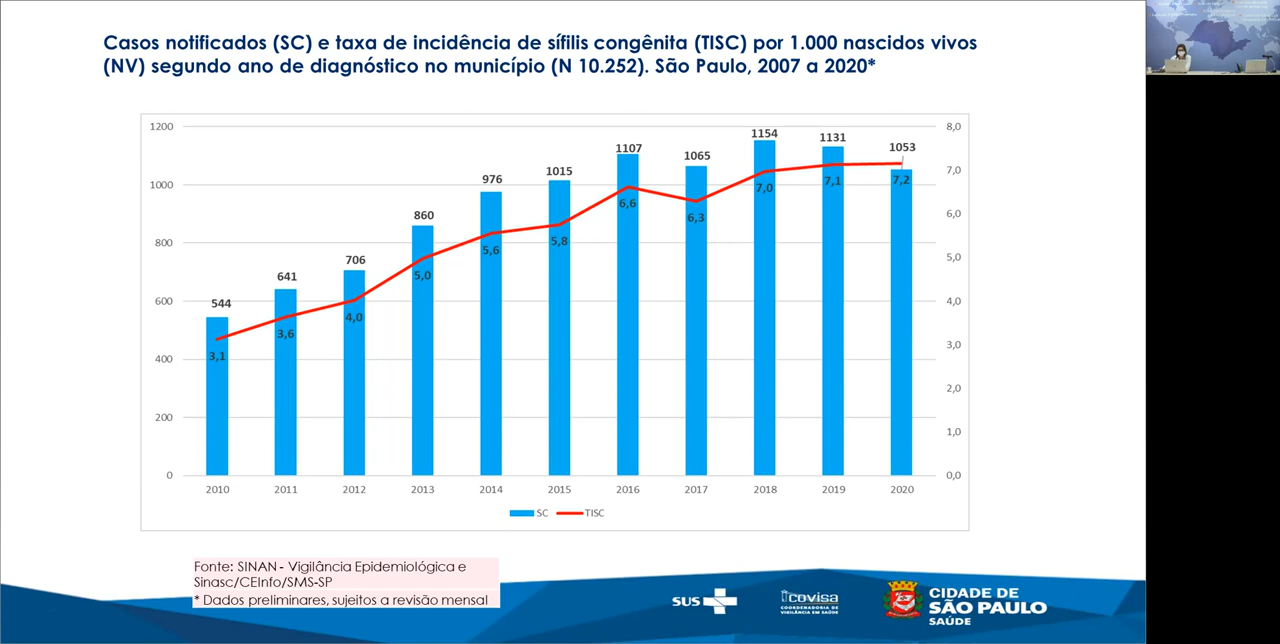 Casos notificados (SC) e taxa de incidência de sífilis congênita (TISC) por 1.000 nascidos vivos
(NV) segundo ano de diagnóstico no município (N 10.252). São Paulo, 2007 a 2020*
1200
1000
800
600
400
200
0
8,0
7,0
6,0
5,0
4,0
3,0
2,0
1,0
0,0
544
641
706
860
976
1015
1107
1065
1154
1131
1053
3,1
3,6
4,0
5,0
5,6
5,8
6,6
6,3
7,0
7,1
7,2
2010 2011 2012 2013 2014 2015 2016 2017 2018 2019 2020
SC TISC
Fonte: SINAN - Vigilância Epidemiológica e
Sinasc/CEInfo/SMS-SP
* Dados preliminares, sujeitos a revisão mensal
SUS
covisa
COORDENADORIA DE
VIGILÂNCIA EM SAÚDE
CIDADE DE
SÃO PAULO
SAÚDE